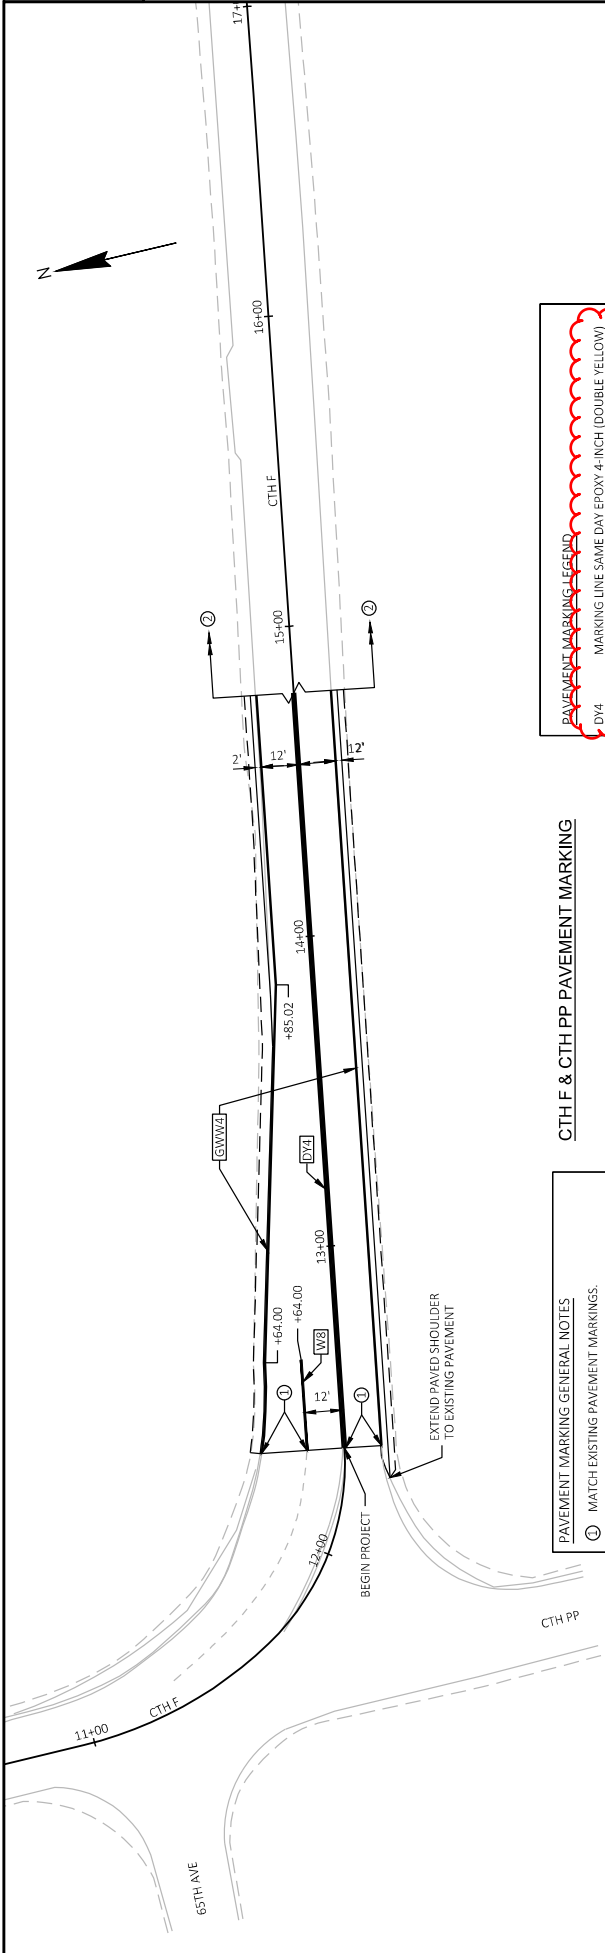 17+
N
16+00
CTH F
15+00
2
2
2'
12'
12'
14+00
+85.02
GWW4
DY4
13+00
+64.00
+64.00
W8
12'
1
1
EXTEND PAVED SHOULDER
TO EXISTING PAVEMENT
BEGIN PROJECT
12+00
CTH F
11+00
CTH PP
65TH AVE
CTH F & CTH PP PAVEMENT MARKING
PAVEMENT MARKING GENERAL NOTES
1 MATCH EXISTING PAVEMENT MARKINGS.
PAVEMENT MARKING LEGEND
DY4 MARKING LINE SAME DAY EPOXY 4-INCH (DOUBLE YELLOW)